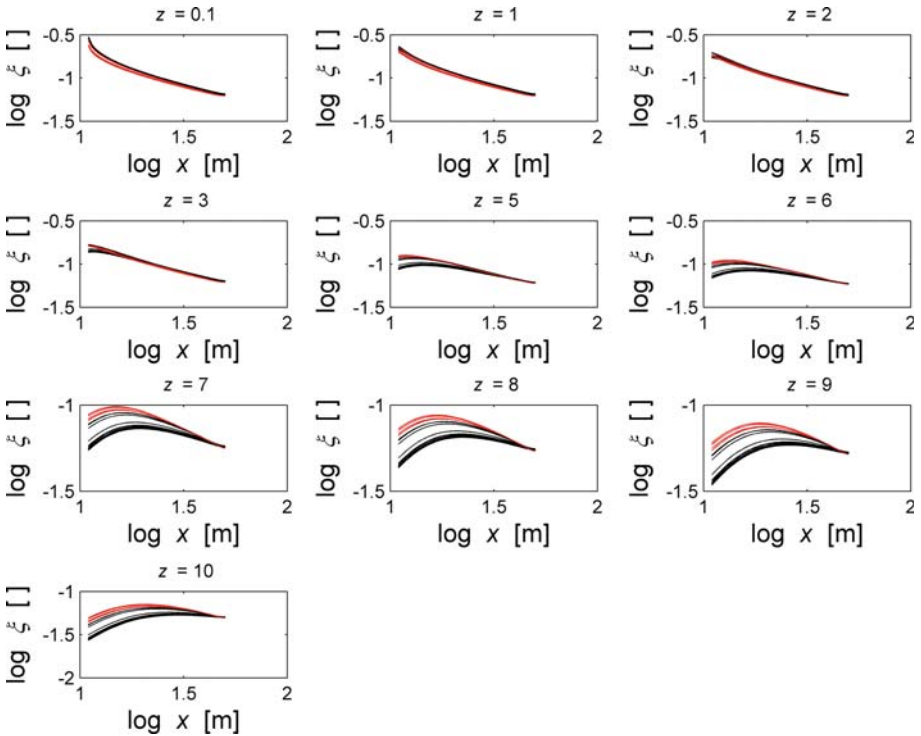 z = 0.1
z = 1
z = 2
-0.5
-1
-1.5
log ξ [ ]
1
1.5
2
log x [m]
-0.5
-1
-1.5
log ξ [ ]
1
1.5
2
log x [m]
-0.5
-1
-1.5
log ξ [ ]
1
1.5
2
log x [m]
z = 3
z = 5
z = 6
-0.5
-1
-1.5
log ξ [ ]
1
1.5
2
log x [m]
-0.5
-1
-1.5
log ξ [ ]
1
1.5
2
log x [m]
-0.5
-1
-1.5
log ξ [ ]
1
1.5
2
log x [m]
z = 7
z = 8
z = 9
-1
-1.5
log ξ [ ]
1
1.5
2
log x [m]
-1
-1.5
log ξ [ ]
1
1.5
2
log x [m]
-1
-1.5
log ξ [ ]
1
1.5
2
log x [m]
z = 10
-1
-1.5
-2
log ξ [ ]
1
1.5
2
log x [m]